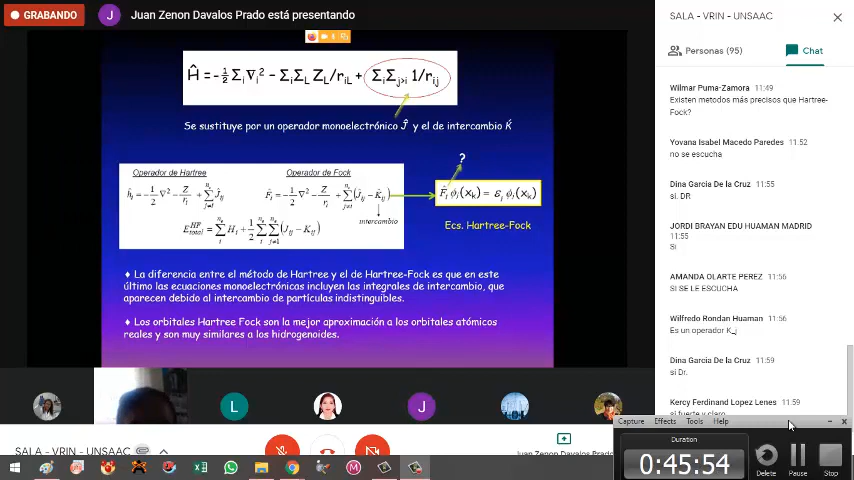 GRABANDO
J
Juan Zenon Davalos Prado está presentando
Ĥ = -½ Σᵢ∇ᵢ² - ΣᵢΣL ZL/riL + ΣᵢΣj>i 1/rij
Se sustituye por un operador monoelectrónico Ĵ y el de intercambio K̂
?
Operador de Hartree
Operador de Fock
intercambio
Ecs. Hartree-Fock
♦ La diferencia entre el método de Hartree y el de Hartree-Fock es que en este
último las ecuaciones monoelectrónicas incluyen las integrales de intercambio, que
aparecen debido al intercambio de partículas indistinguibles.
♦ Los orbitales Hartree Fock son la mejor aproximación a los orbitales atómicos
reales y son muy similares a los hidrogenoides.
L
J
SALA - VRIN - UNSAAC
Juan Zenon Davalos Prado
SALA - VRIN - UNSAAC
Personas (95)
Chat
Wilmar Puma-Zamora 11:49
Existen metodos más precisos que Hartree-
Fock?
Yovana Isabel Macedo Paredes 11:52
no se escucha
Dina Garcia De la Cruz 11:55
si. DR
JORDI BRAYAN EDU HUAMAN MADRID
11:55
Si
AMANDA OLARTE PEREZ 11:56
SI SE LE ESCUCHA
Wilfredo Rondan Huaman 11:56
Es un operador K_j
Dina Garcia De la Cruz 11:59
si Dr.
Kercy Ferdinand Lopez Lenes 11:59
si fuerte y claro
Capture Effects Tools Help
Duration
0:45:54
Delete
Pause
Stop